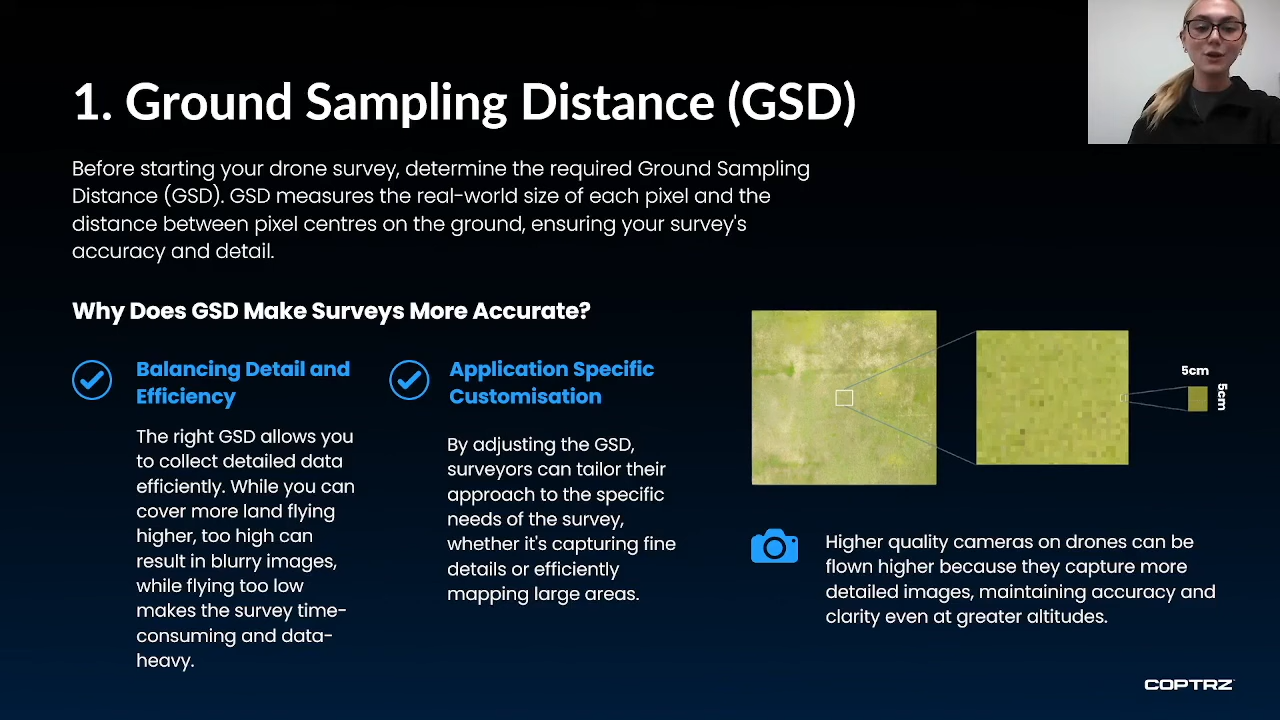 1. Ground Sampling Distance (GSD)
Before starting your drone survey, determine the required Ground Sampling
Distance (GSD). GSD measures the real-world size of each pixel and the
distance between pixel centres on the ground, ensuring your survey's
accuracy and detail.
Why Does GSD Make Surveys More Accurate?
Balancing Detail and
Efficiency
The right GSD allows you
to collect detailed data
efficiently. While you can
cover more land flying
higher, too high can
result in blurry images,
while flying too low
makes the survey time-
consuming and data-
heavy.
Application Specific
Customisation
By adjusting the GSD,
surveyors can tailor their
approach to the specific
needs of the survey,
whether it's capturing fine
details or efficiently
mapping large areas.
5cm
5cm
Higher quality cameras on drones can be
flown higher because they capture more
detailed images, maintaining accuracy and
clarity even at greater altitudes.
COPTRZ